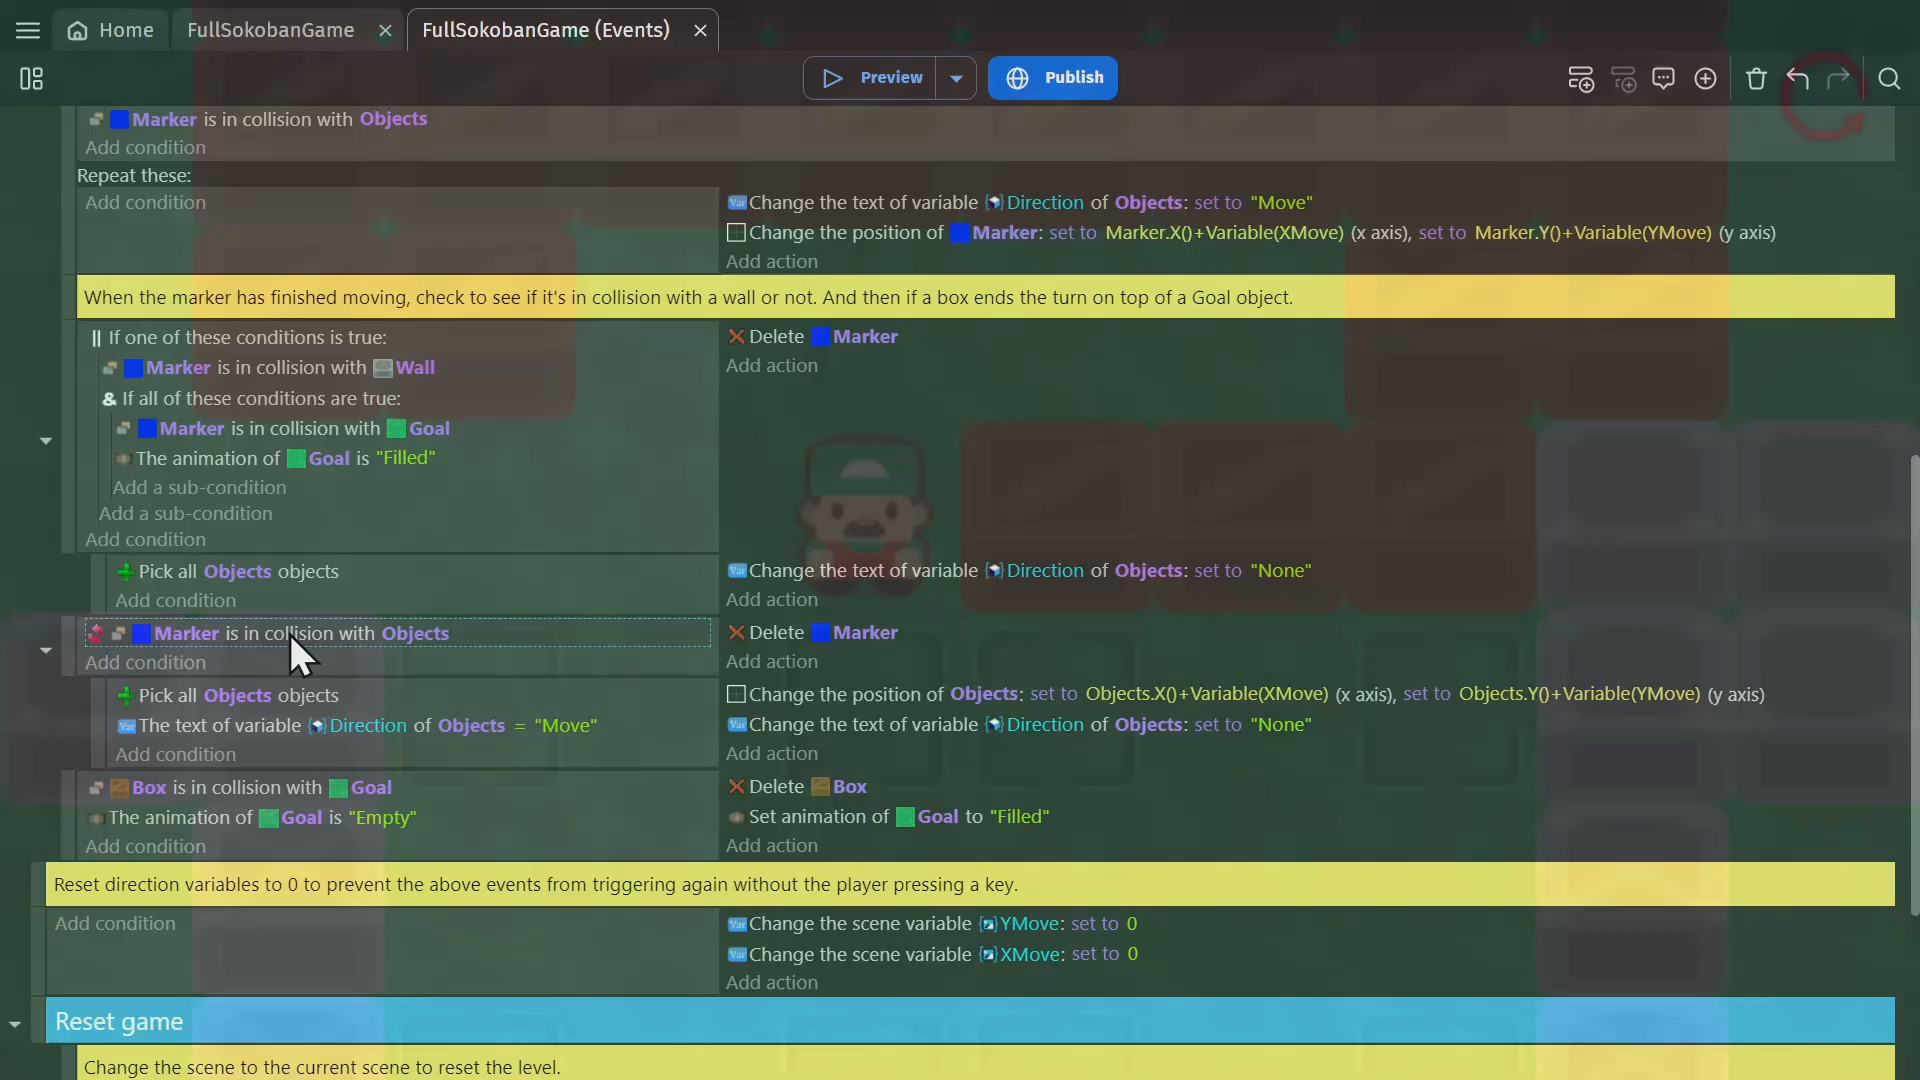 Home
FullSokobanGame
FullSokobanGame (Events)
Preview
Publish
Marker is in collision with Objects
Add condition
Repeat these:
Add condition
Var Change the text of variable Direction of Objects: set to "Move"
Change the position of Marker: set to Marker.X()+Variable(XMove) (x axis), set to Marker.Y()+Variable(YMove) (y axis)
Add action
When the marker has finished moving, check to see if it's in collision with a wall or not. And then if a box ends the turn on top of a Goal object.
|| If one of these conditions is true:
Delete Marker
Marker is in collision with Wall
Add action
& If all of these conditions are true:
Marker is in collision with Goal
The animation of Goal is "Filled"
Add a sub-condition
Add a sub-condition
Add condition
Pick all Objects objects
Var Change the text of variable Direction of Objects: set to "None"
Add condition
Add action
Marker is in collision with Objects
Delete Marker
Add condition
Add action
Pick all Objects objects
Change the position of Objects: set to Objects.X()+Variable(XMove) (x axis), set to Objects.Y()+Variable(YMove) (y axis)
Var The text of variable Direction of Objects = "Move"
Var Change the text of variable Direction of Objects: set to "None"
Add condition
Add action
Box is in collision with Goal
Delete Box
The animation of Goal is "Empty"
Set animation of Goal to "Filled"
Add condition
Add action
Reset direction variables to 0 to prevent the above events from triggering again without the player pressing a key.
Add condition
Var Change the scene variable YMove: set to 0
Var Change the scene variable XMove: set to 0
Add action
Reset game
Change the scene to the current scene to reset the level.